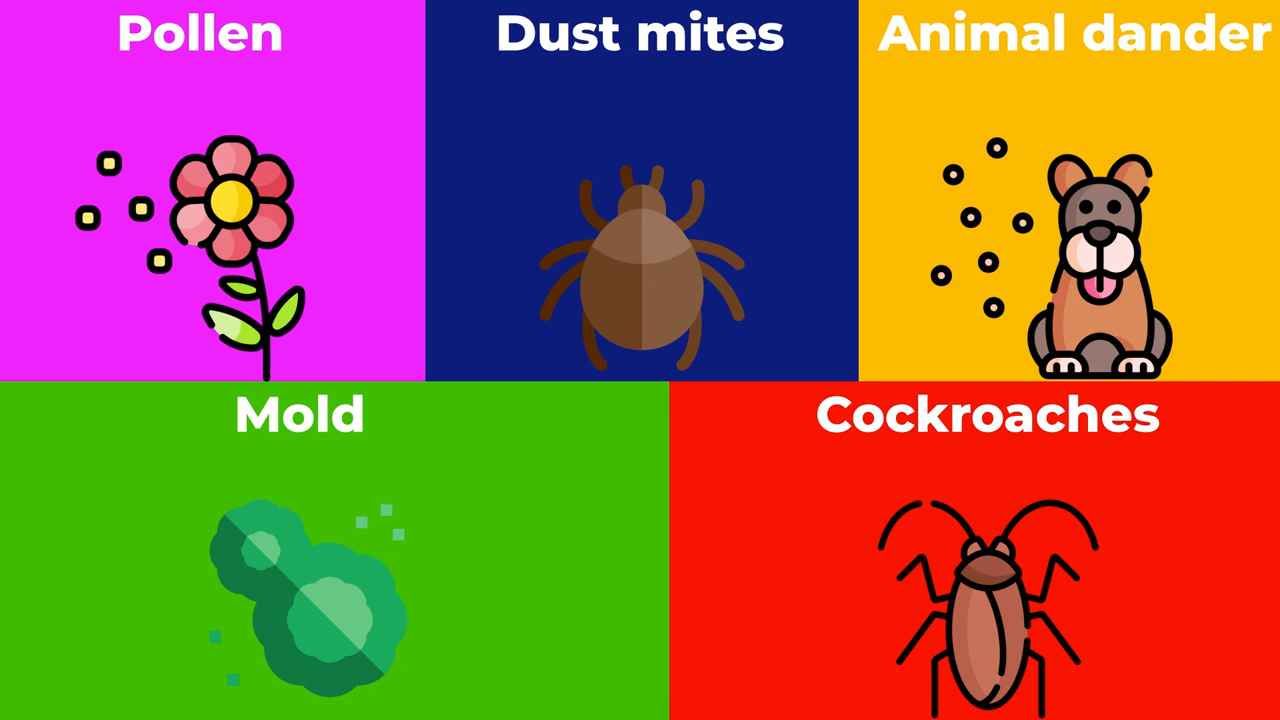 Pollen
Dust mites
Animal dander
Mold
Cockroaches